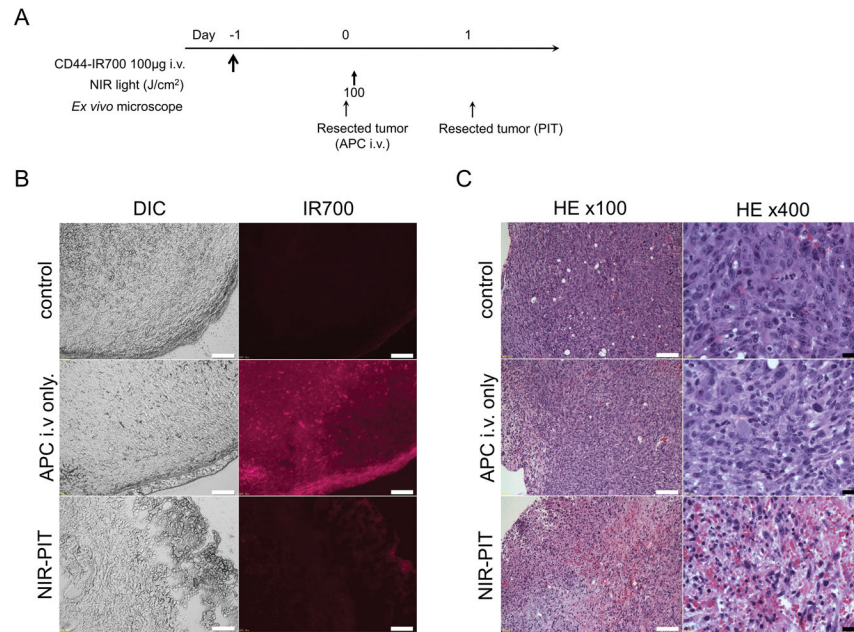 A
Day -1 0 1
CD44-IR700 100µg i.v.
NIR light (J/cm²)
100
Ex vivo microscope
Resected tumor
(APC i.v.)
Resected tumor (PIT)
B
DIC IR700
control
APC i.v only.
NIR-PIT
C
HE x100 HE x400
control
APC i.v. only
NIR-PIT